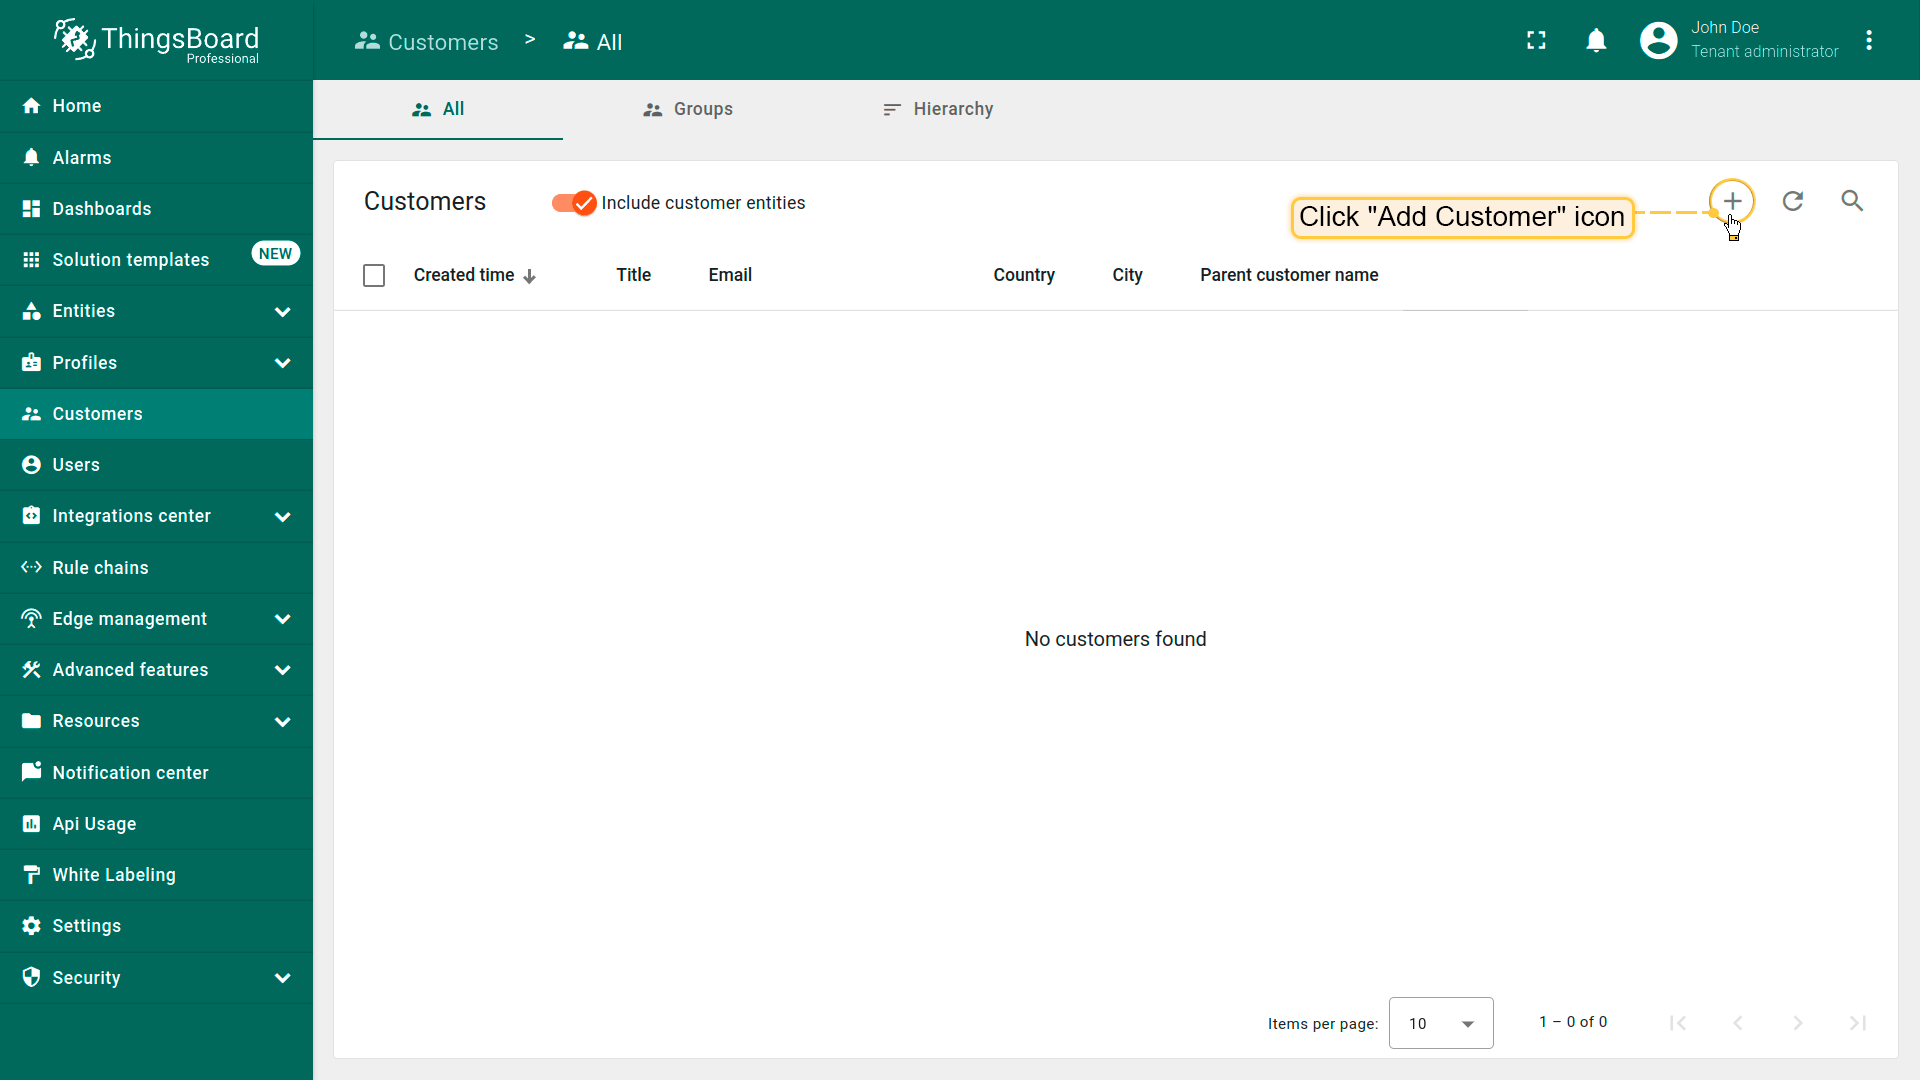 ThingsBoard
Professional
Customers > All
John Doe
Tenant administrator
Home
Alarms
Dashboards
Solution templates NEW
Entities
Profiles
Customers
Users
Integrations center
Rule chains
Edge management
Advanced features
Resources
Notification center
Api Usage
White Labeling
Settings
Security
All Groups Hierarchy
Customers Include customer entities
Click "Add Customer" icon
Created time Title Email Country City Parent customer name
No customers found
Items per page: 10 1 – 0 of 0